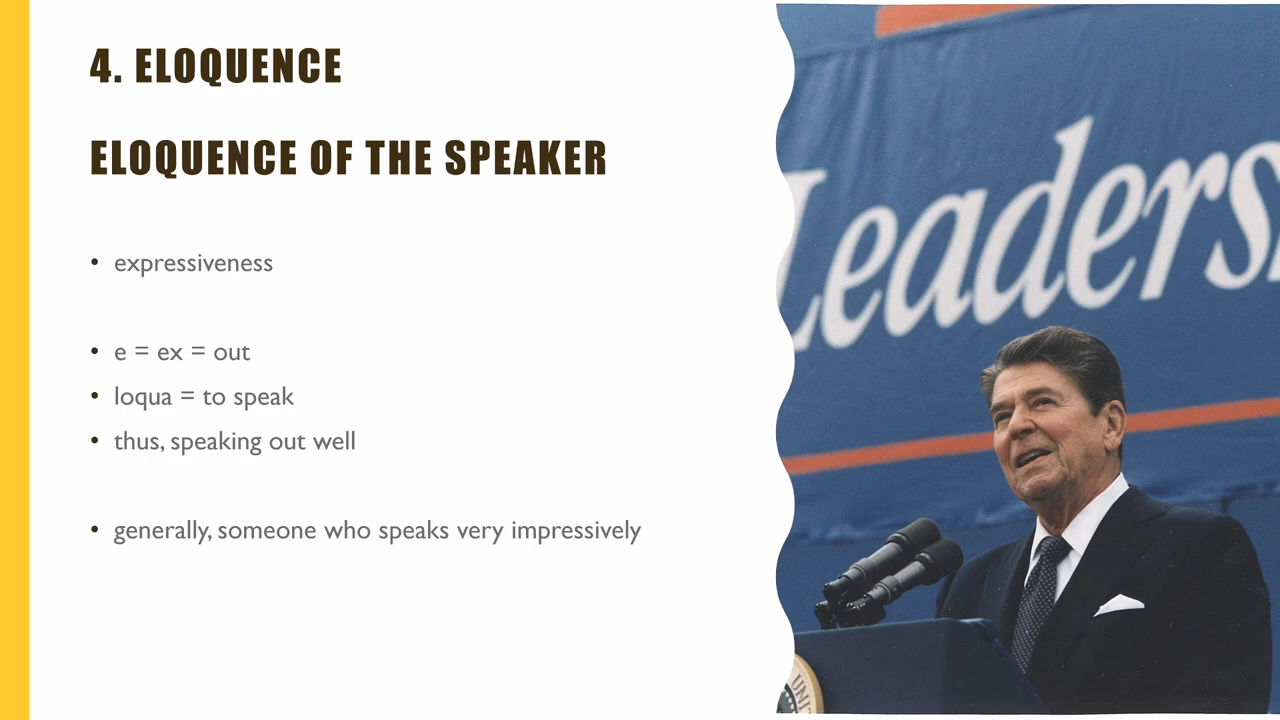 4. ELOQUENCE
ELOQUENCE OF THE SPEAKER
• expressiveness
• e = ex = out
• loqua = to speak
• thus, speaking out well
• generally, someone who speaks very impressively
Leaders
UNI